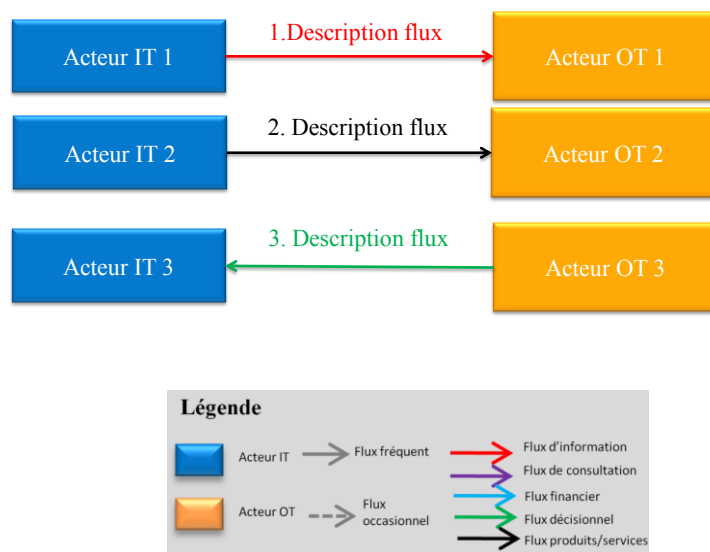 Acteur IT 1
1.Description flux
Acteur OT 1
Acteur IT 2
2. Description flux
Acteur OT 2
Acteur IT 3
3. Description flux
Acteur OT 3
Légende
Acteur IT
Flux fréquent
Flux d'information
Flux de consultation
Flux financier
Acteur OT
Flux
occasionnel
Flux décisionnel
Flux produits/services